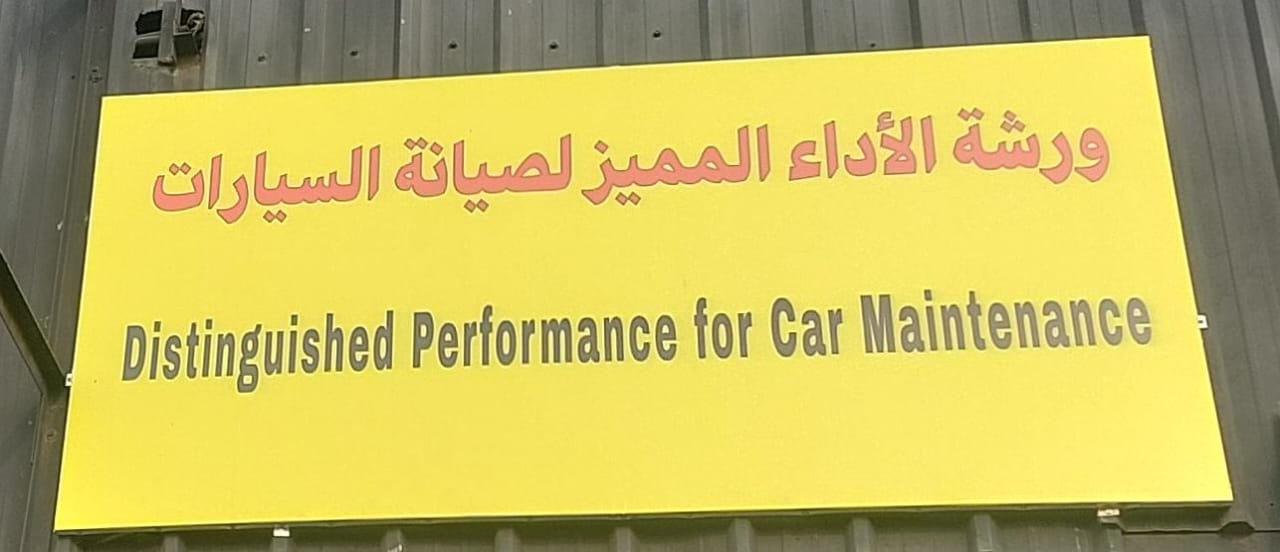 ورشة الأداء المميز لصيانة السيارات
Distinguished Performance for Car Maintenance